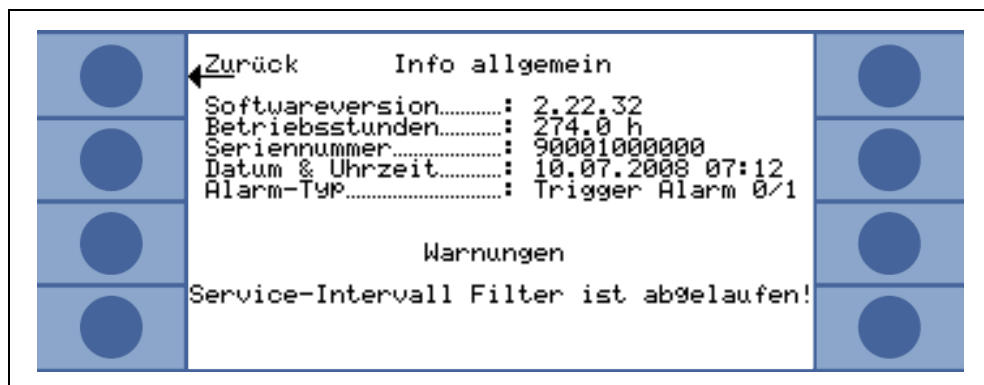 Zurück Info allgemein
Softwareversion..........: 2.22.32
Betriebsstunden..........: 274.0 h
Seriennummer..........: 90001000000
Datum & Uhrzeit..........: 10.07.2008 07:12
Alarm-Typ..........: Trigger Alarm 0/1
Warnungen
Service-Intervall Filter ist abgelaufen!